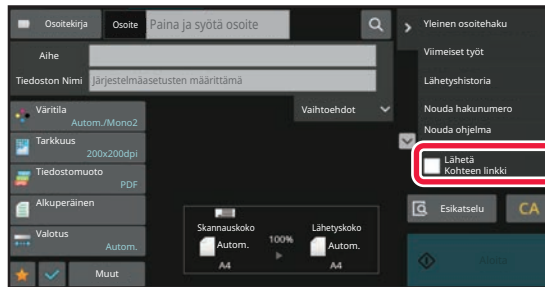 Osoitekirja
Osoite
Paina ja syötä osoite
Aihe
Tiedoston Nimi
Järjestelmäasetusten määrittämä
Väritila
Autom./Mono2
Tarkkuus
200x200dpi
Tiedostomuoto
PDF
Alkuperäinen
Valotus
Autom.
Muut
Vaihtoehdot
Skannauskoko
Autom.
A4
100%
Lähetyskoko
Autom.
A4
Yleinen osoitehaku
Viimeiset työt
Lähetyshistoria
Nouda hakunumero
Nouda ohjelma
Lähetä
Kohteen linkki
Esikatselu
CA
Aloita